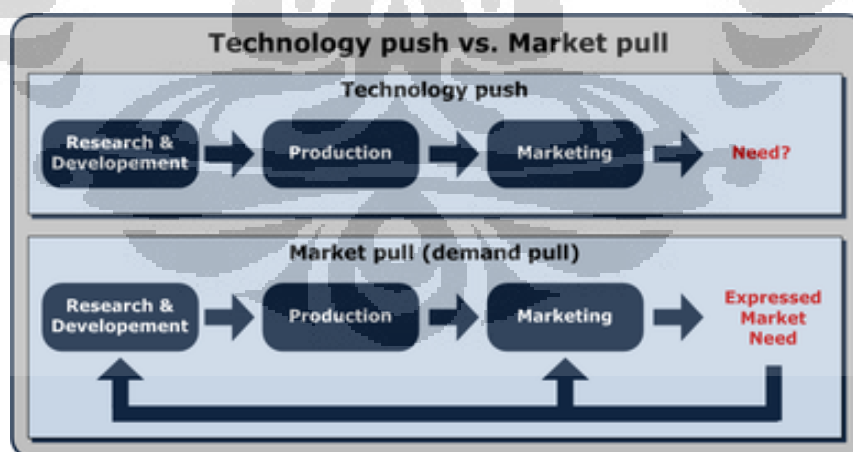 Technology push vs. Market pull
Technology push
Research &
Developement
Production
Marketing
Need?
Market pull (demand pull)
Research &
Developement
Production
Marketing
Expressed
Market
Need